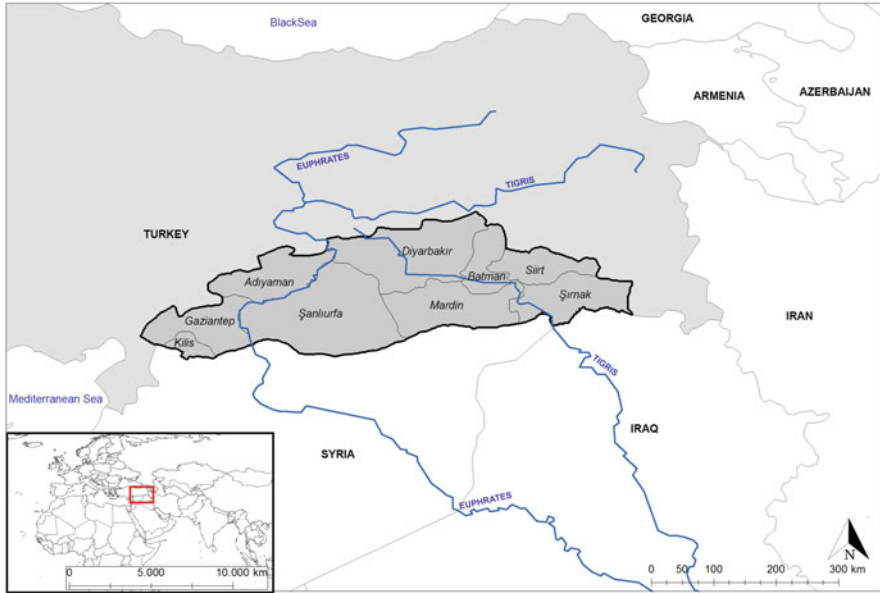 BlackSea
GEORGIA
ARMENIA
AZERBAIJAN
EUPHRATES
TIGRIS
TURKEY
Diyarbakır
Batman
Siirt
Adıyaman
Şırnak
Mardin
Şanlıurfa
Gaziantep
Kilis
IRAN
TIGRIS
Mediterranean Sea
IRAQ
SYRIA
EUPHRATES
N
0 5.000 10.000 km
0 50 100 200 300 km